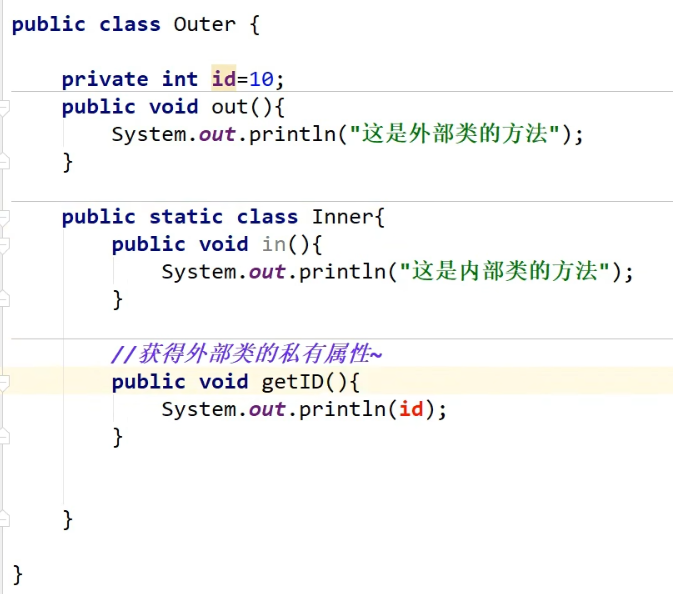 public class Outer {
private int id=10;
public void out(){
System.out.println("这是外部类的方法");
}
public static class Inner{
public void in(){
System.out.println("这是内部类的方法");
}
//获得外部类的私有属性~
public void getID(){
System.out.println(id);
}
}
}